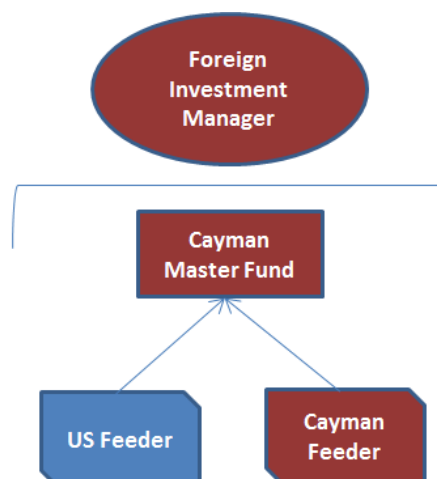 Foreign
Investment
Manager
Cayman
Master Fund
US Feeder
Cayman
Feeder